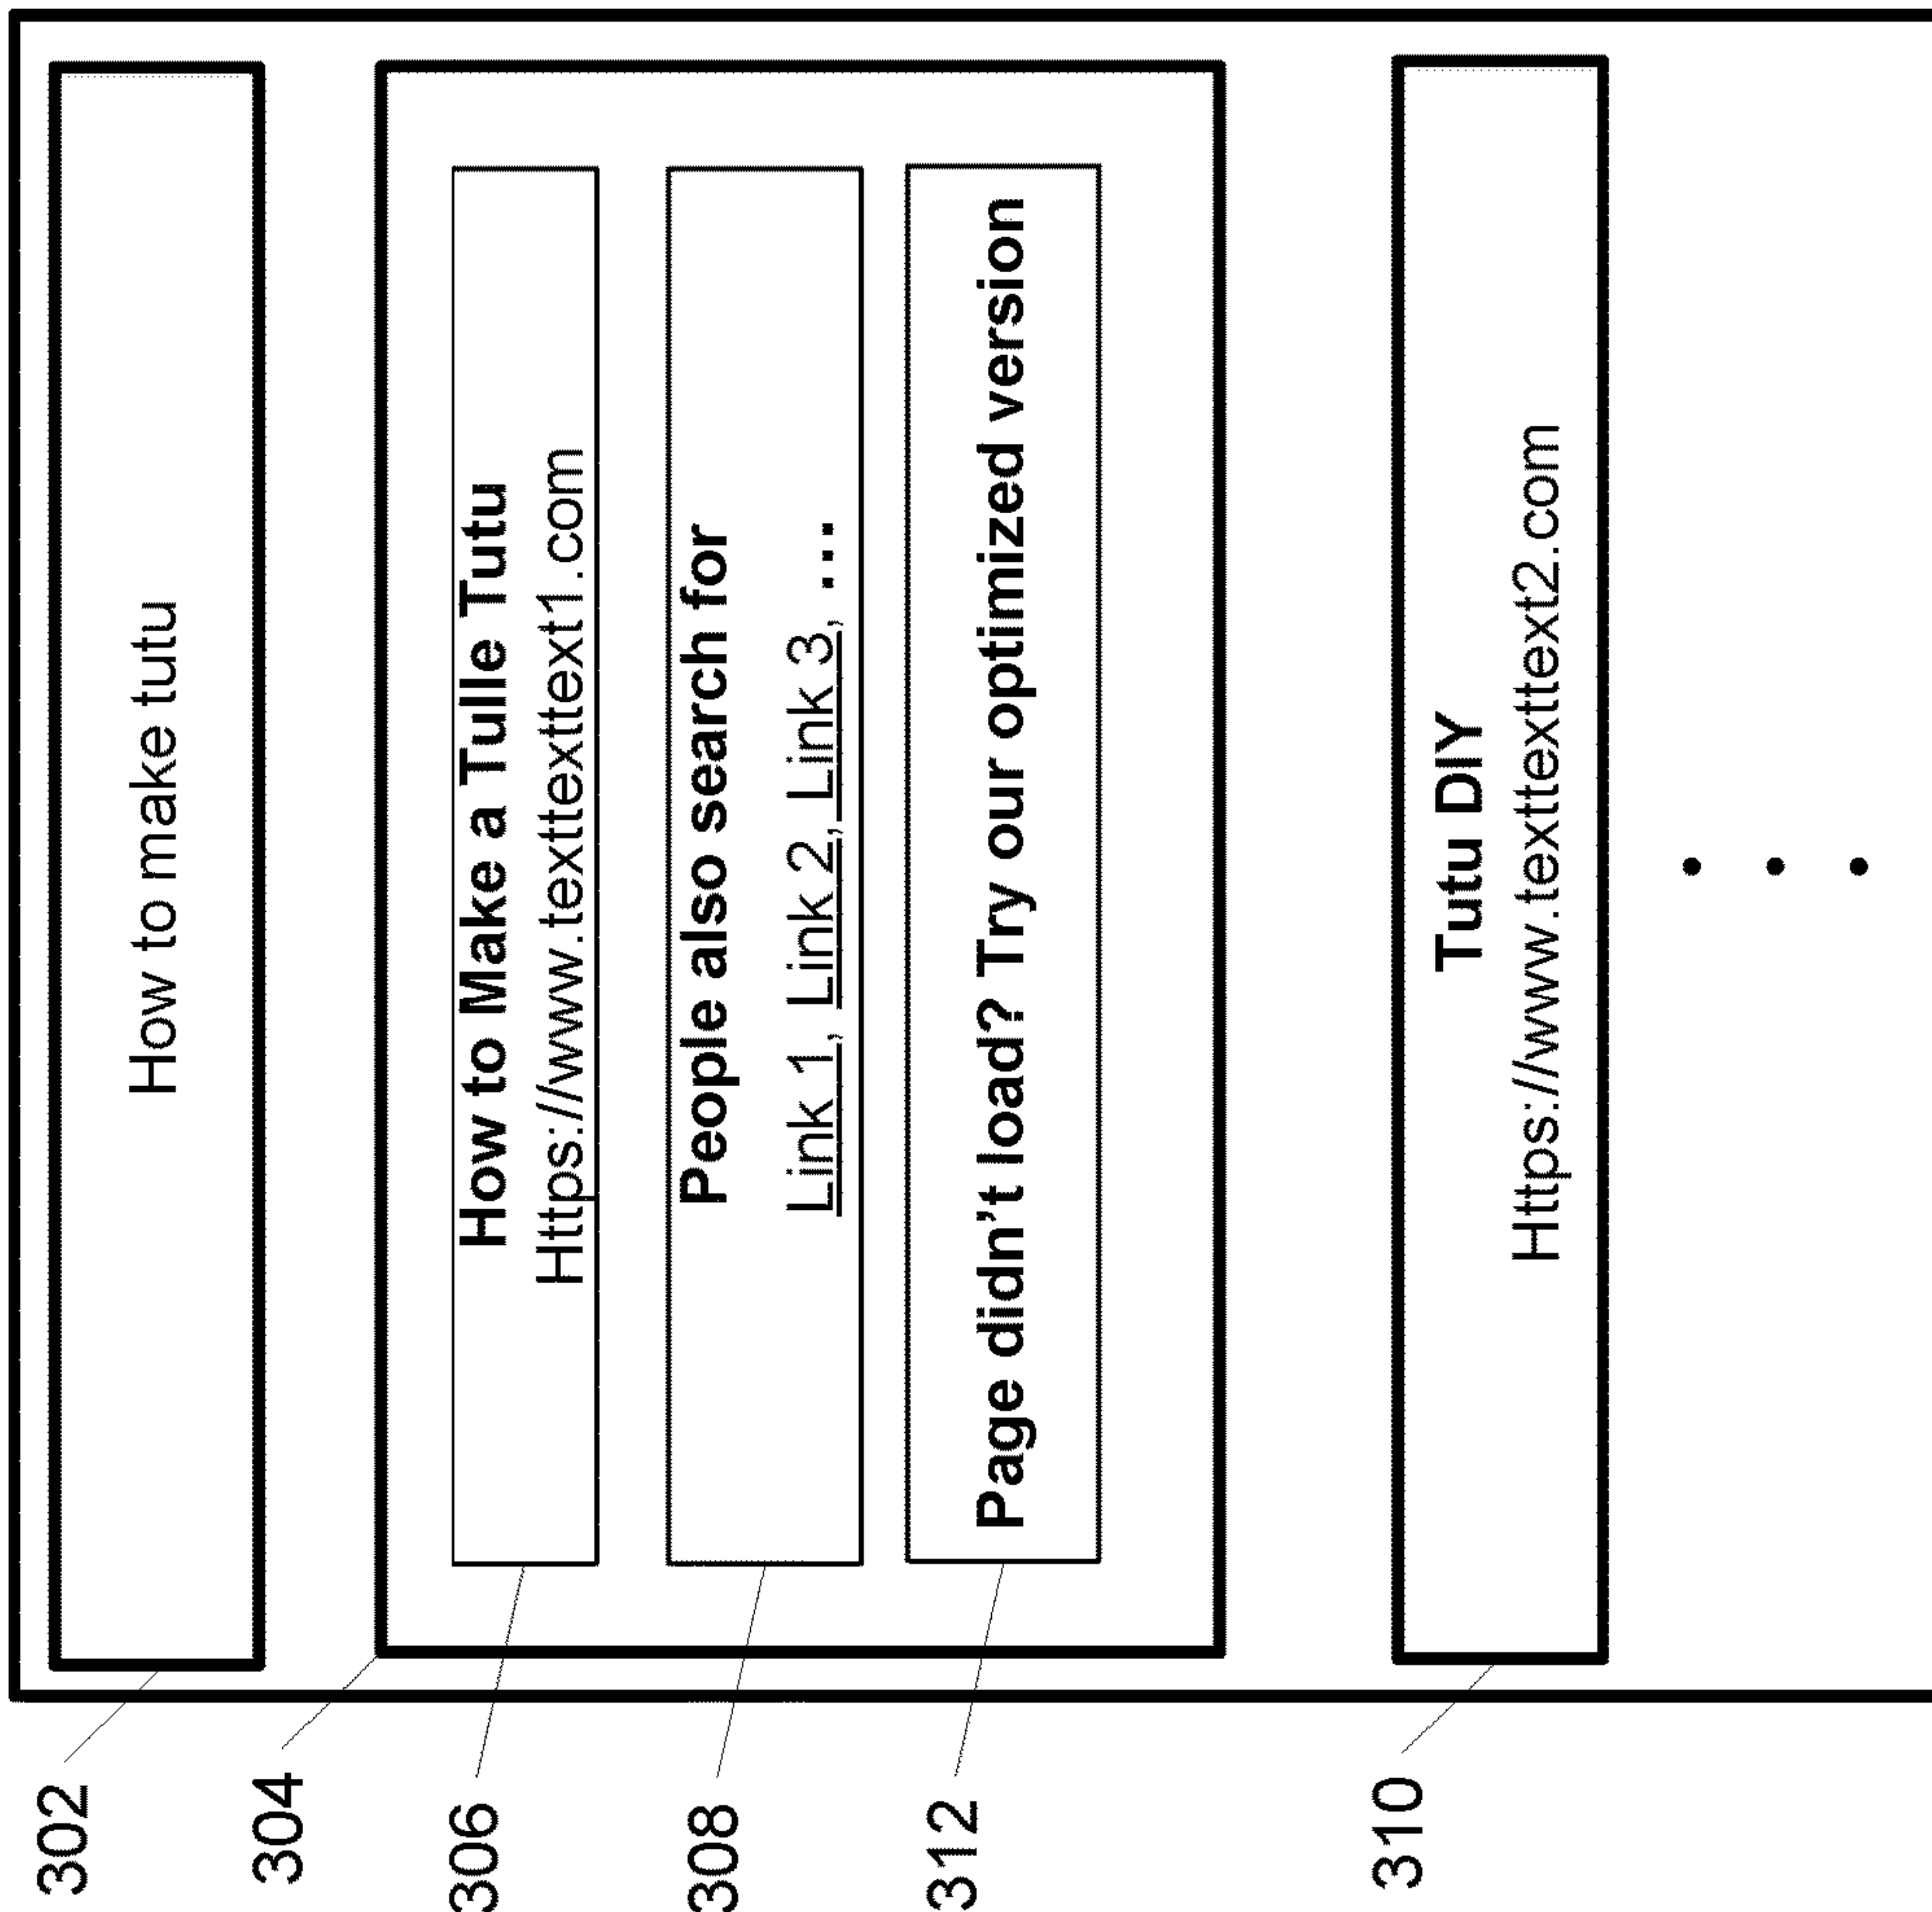 302
How to make tutu
304
306
How to Make a Tulle Tutu
Https://www.texttexttext1.com
308
People also search for
Link 1, Link 2, Link 3, ...
312
Page didn't load? Try our optimized version
310
Tutu DIY
Https://www.texttexttext2.com